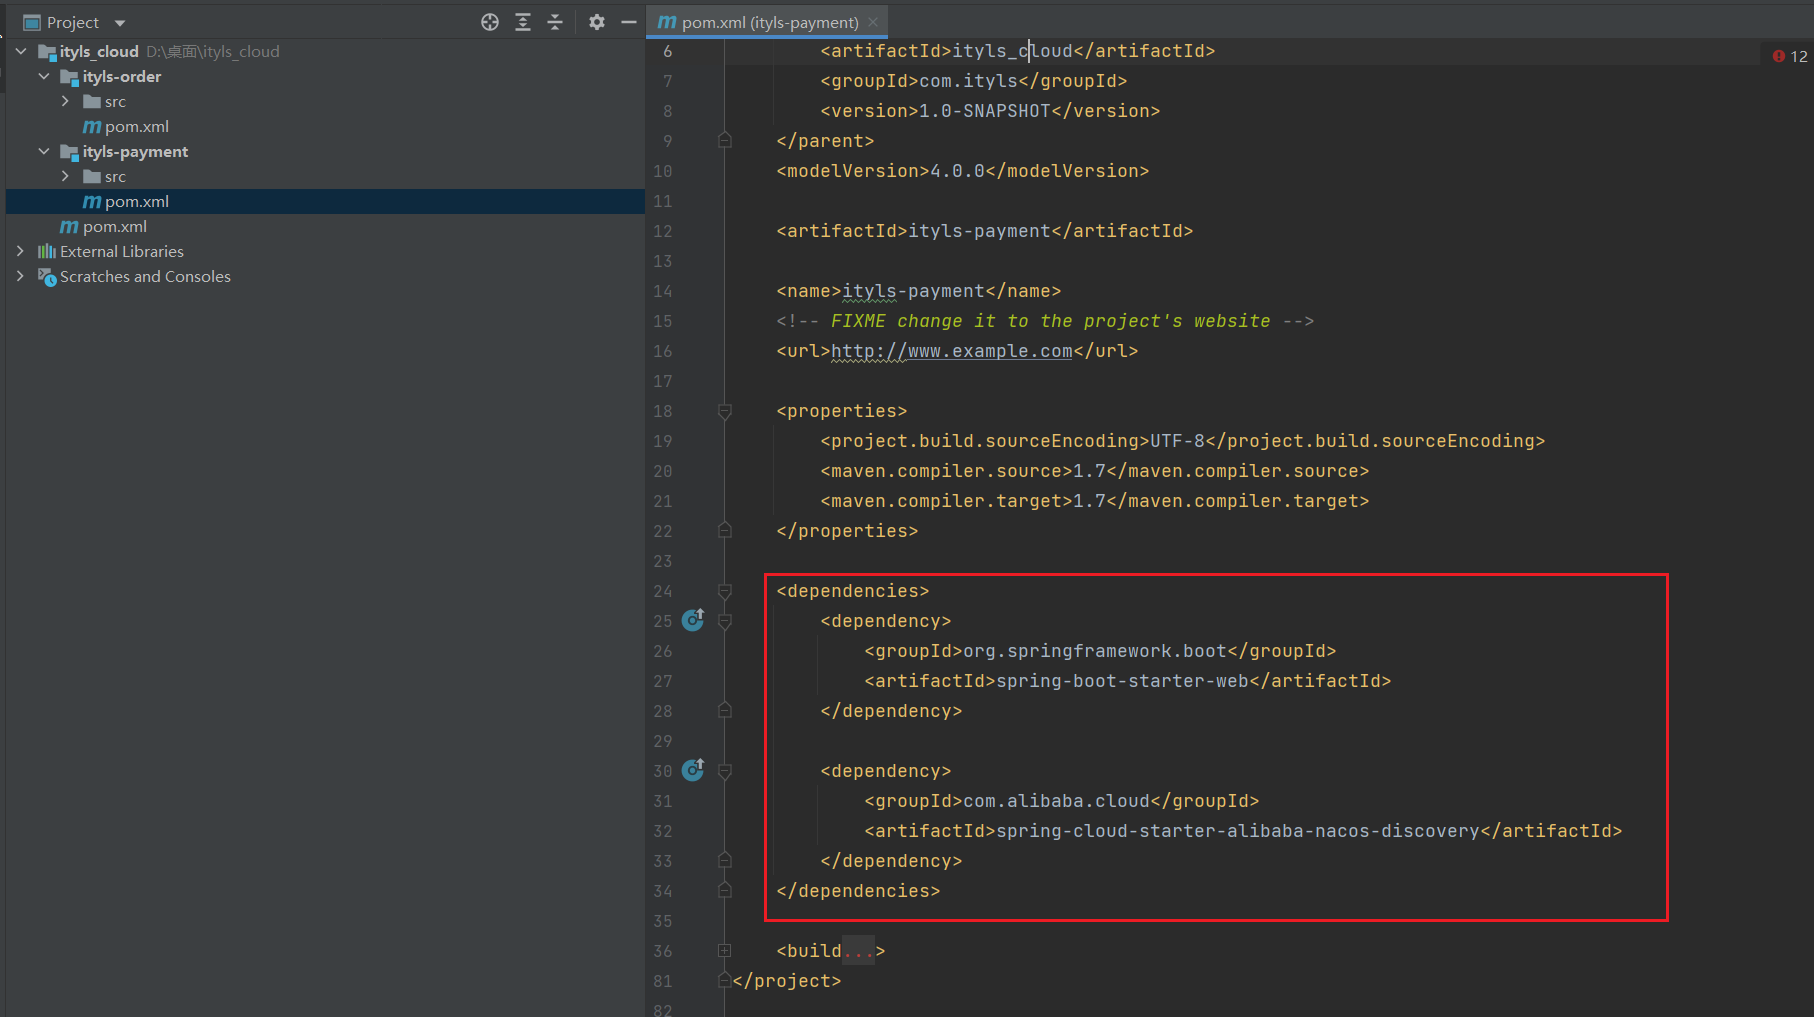 Project
ityls_cloud D:\桌面\ityls_cloud
ityls-order
src
pom.xml
ityls-payment
src
pom.xml
pom.xml
External Libraries
Scratches and Consoles
pom.xml (ityls-payment)
12
6 <artifactId>ityls_cloud</artifactId>
7 <groupId>com.ityls</groupId>
8 <version>1.0-SNAPSHOT</version>
9 </parent>
10 <modelVersion>4.0.0</modelVersion>
11
12 <artifactId>ityls-payment</artifactId>
13
14 <name>ityls-payment</name>
15 <!-- FIXME change it to the project's website -->
16 <url>http://www.example.com</url>
17
18 <properties>
19 <project.build.sourceEncoding>UTF-8</project.build.sourceEncoding>
20 <maven.compiler.source>1.7</maven.compiler.source>
21 <maven.compiler.target>1.7</maven.compiler.target>
22 </properties>
23
24 <dependencies>
25 <dependency>
26 <groupId>org.springframework.boot</groupId>
27 <artifactId>spring-boot-starter-web</artifactId>
28 </dependency>
29
30 <dependency>
31 <groupId>com.alibaba.cloud</groupId>
32 <artifactId>spring-cloud-starter-alibaba-nacos-discovery</artifactId>
33 </dependency>
34 </dependencies>
35
36 <build...>
81 </project>
82